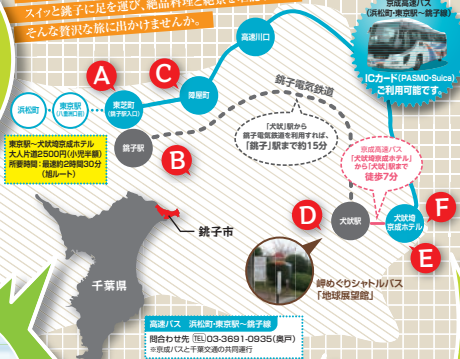 スイッと銚子に足を運び、絶品料理と絶景を
そんな贅沢な旅に出かけませんか。
京成高速バス
(浜松町・東京駅～銚子線)
ICカード(PASMO・Suica)
ご利用可能です。
高速川口
A
C
浜松町
東京駅
(八重洲口前)
東芝町
(銚子駅入口)
陣屋町
銚子電気鉄道
東京駅～犬吠埼京成ホテル
大人片道2500円(小児半額)
所要時間：最速約2時間30分
(旭ルート)
銚子駅
B
「犬吠」駅から
銚子電気鉄道を利用すれば、
「銚子」駅まで約15分
京成高速バス
「犬吠埼京成ホテル」
から「犬吠」駅まで
徒歩7分
D
犬吠駅
犬吠埼
京成ホテル
F
E
銚子市
千葉県
岬めぐりシャトルバス
「地球展望館」
高速バス 浜松町・東京駅～銚子線
問合わせ先 TEL 03-3691-0935(奥戸)
※京成バスと千葉交通の共同運行